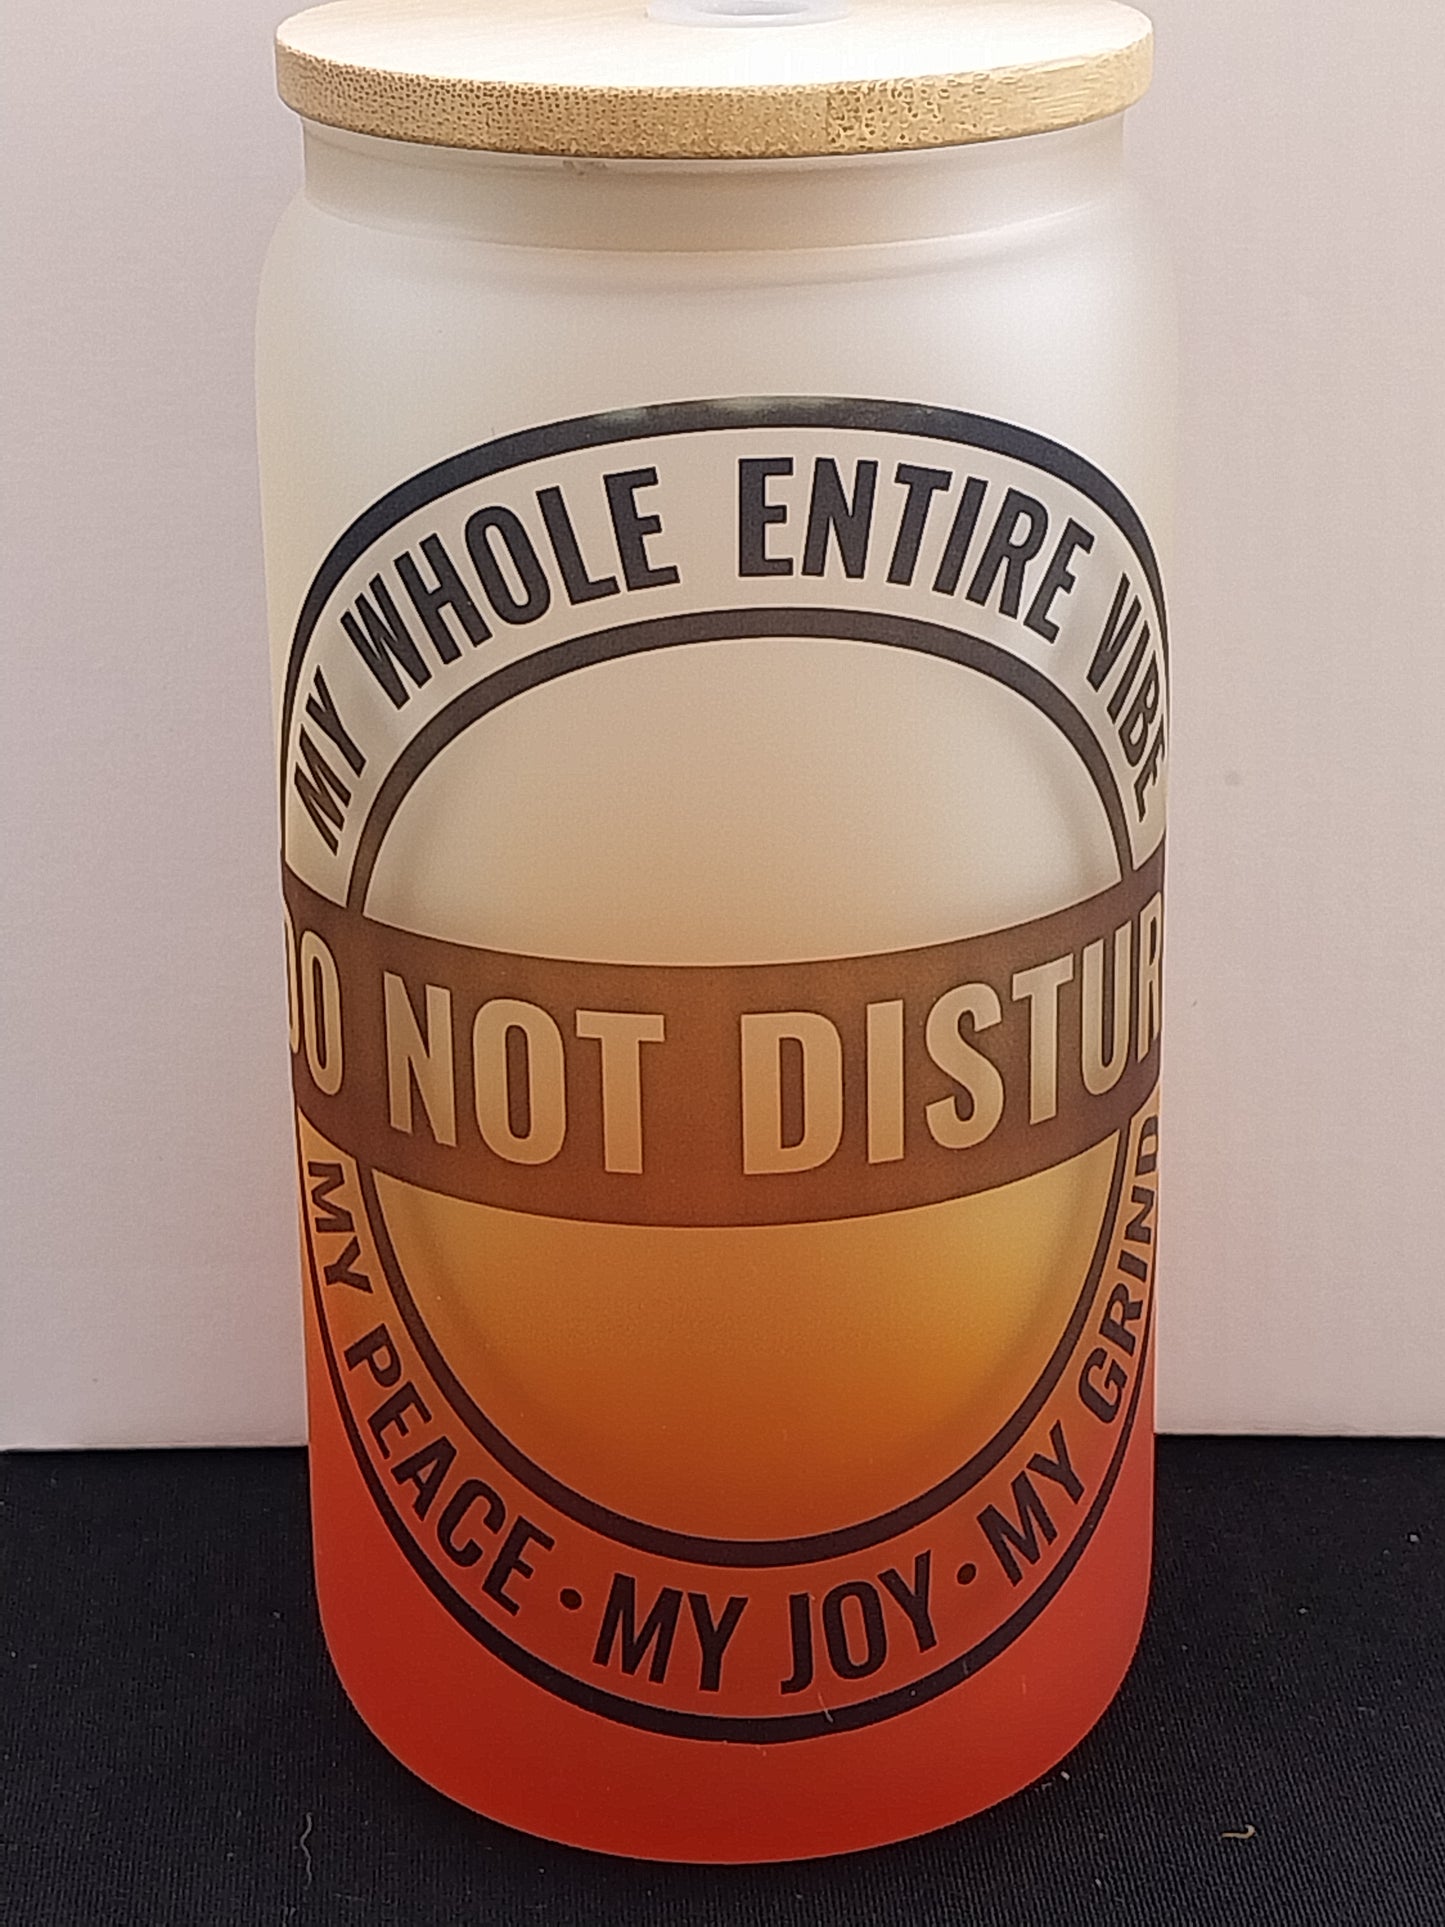 MY WHOLE ENTIRE VIBE
DO NOT DISTUR
MY PEACE • MY JOY • MY GRIND